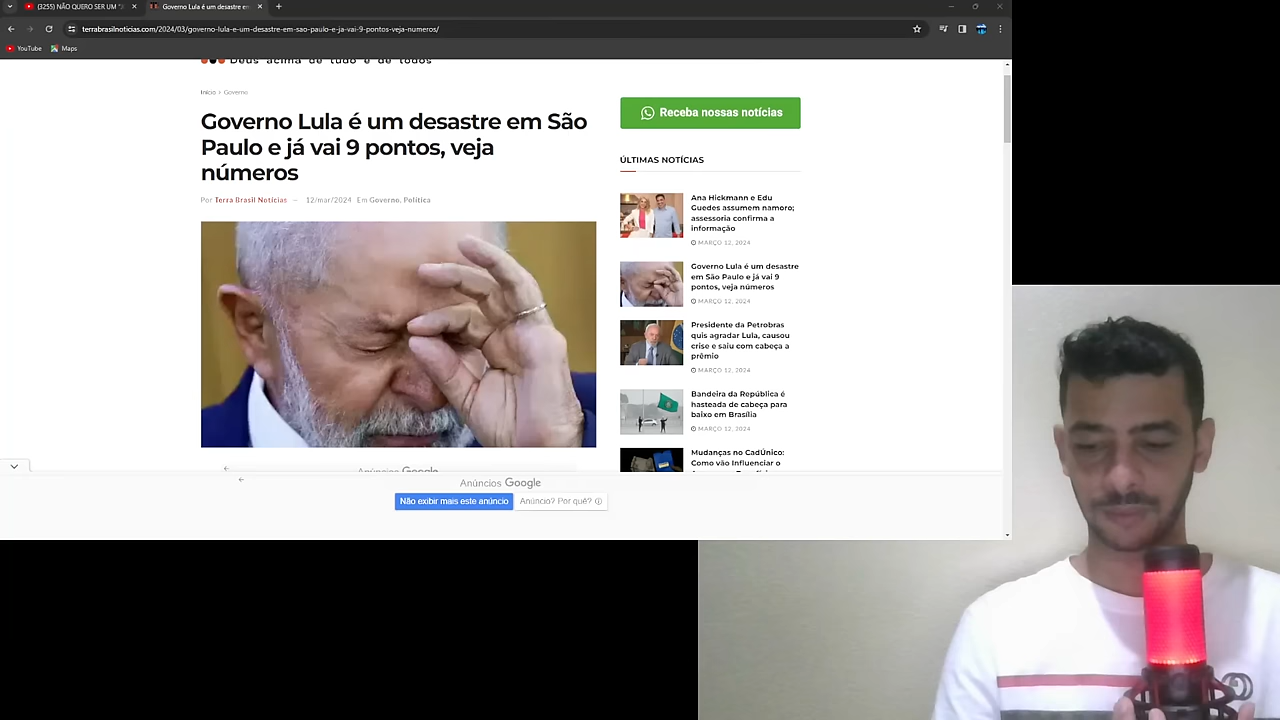 (3255) NÃO QUERO SER UM "
Governo Lula é um desastre em
terrabrasilnoticias.com/2024/03/governo-lula-e-um-desastre-em-sao-paulo-e-ja-vai-9-pontos-veja-numeros/
YouTube
Maps
Deus acima de tudo e de todos
Início
Governo
Governo Lula é um desastre em São
Paulo e já vai 9 pontos, veja
números
Por Terra Brasil Notícias — 12/mar/2024 Em Governo, Política
Receba nossas notícias
ÚLTIMAS NOTÍCIAS
Ana Hickmann e Edu
Guedes assumem namoro;
assessoria confirma a
informação
MARÇO 12, 2024
Governo Lula é um desastre
em São Paulo e já vai 9
pontos, veja números
MARÇO 12, 2024
Presidente da Petrobras
quis agradar Lula, causou
crise e saiu com cabeça a
prêmio
MARÇO 12, 2024
Bandeira da República é
hasteada de cabeça para
baixo em Brasília
MARÇO 12, 2024
Mudanças no CadÚnico:
Como vão Influenciar o
Anúncios Google
Anúncios Google
Não exibir mais este anúncio
Anúncio? Por quê?